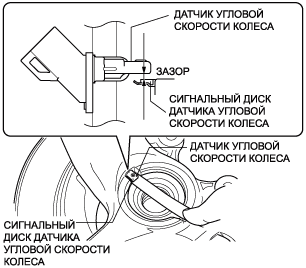 ДАТЧИК УГЛОВОЙ
СКОРОСТИ КОЛЕСА
ЗАЗОР
СИГНАЛЬНЫЙ ДИСК
ДАТЧИКА УГЛОВОЙ
СКОРОСТИ КОЛЕСА
ДАТЧИК УГЛОВОЙ
СКОРОСТИ КОЛЕСА
СИГНАЛЬНЫЙ
ДИСК ДАТЧИКА
УГЛОВОЙ СКОРОСТИ
КОЛЕСА